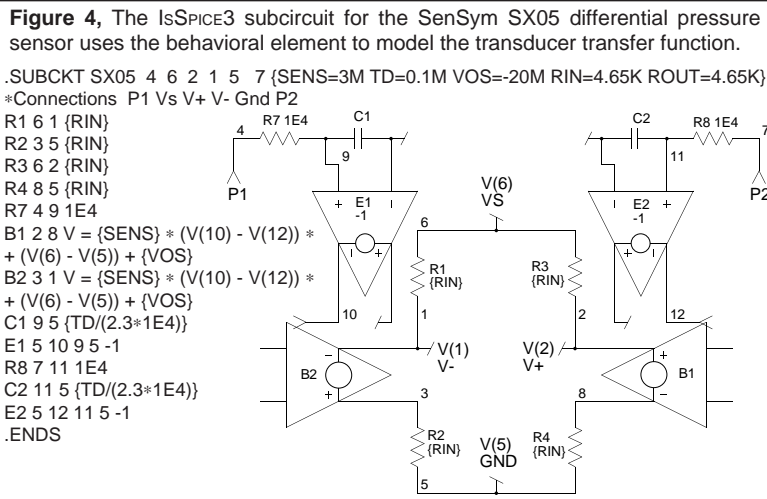 Figure 4, The IsSPICE3 subcircuit for the SenSym SX05 differential pressure
sensor uses the behavioral element to model the transducer transfer function.
.SUBCKT SX05 4 6 2 1 5 7 {SENS=3M TD=0.1M VOS=-20M RIN=4.65K ROUT=4.65K}
*Connections P1 Vs V+ V- Gnd P2
R1 6 1 {RIN}
R2 3 5 {RIN}
R3 6 2 {RIN}
R4 8 5 {RIN}
R7 4 9 1E4
B1 2 8 V = {SENS} * (V(10) - V(12)) *
+ (V(6) - V(5)) + {VOS}
B2 3 1 V = {SENS} * (V(10) - V(12)) *
+ (V(6) - V(5)) + {VOS}
C1 9 5 {TD/(2.3*1E4)}
E1 5 10 9 5 -1
R8 7 11 1E4
C2 11 5 {TD/(2.3*1E4)}
E2 5 12 11 5 -1
.ENDS
4
R7 1E4
C1
9
P1
E1
-1
10
V(6)
VS
6
C2
R8 1E4
7
11
P2
E2
-1
12
R1
{RIN}
R3
{RIN}
1
2
V(1)
V-
V(2)
V+
B2
B1
3
8
R2
{RIN}
V(5)
GND
R4
{RIN}
5